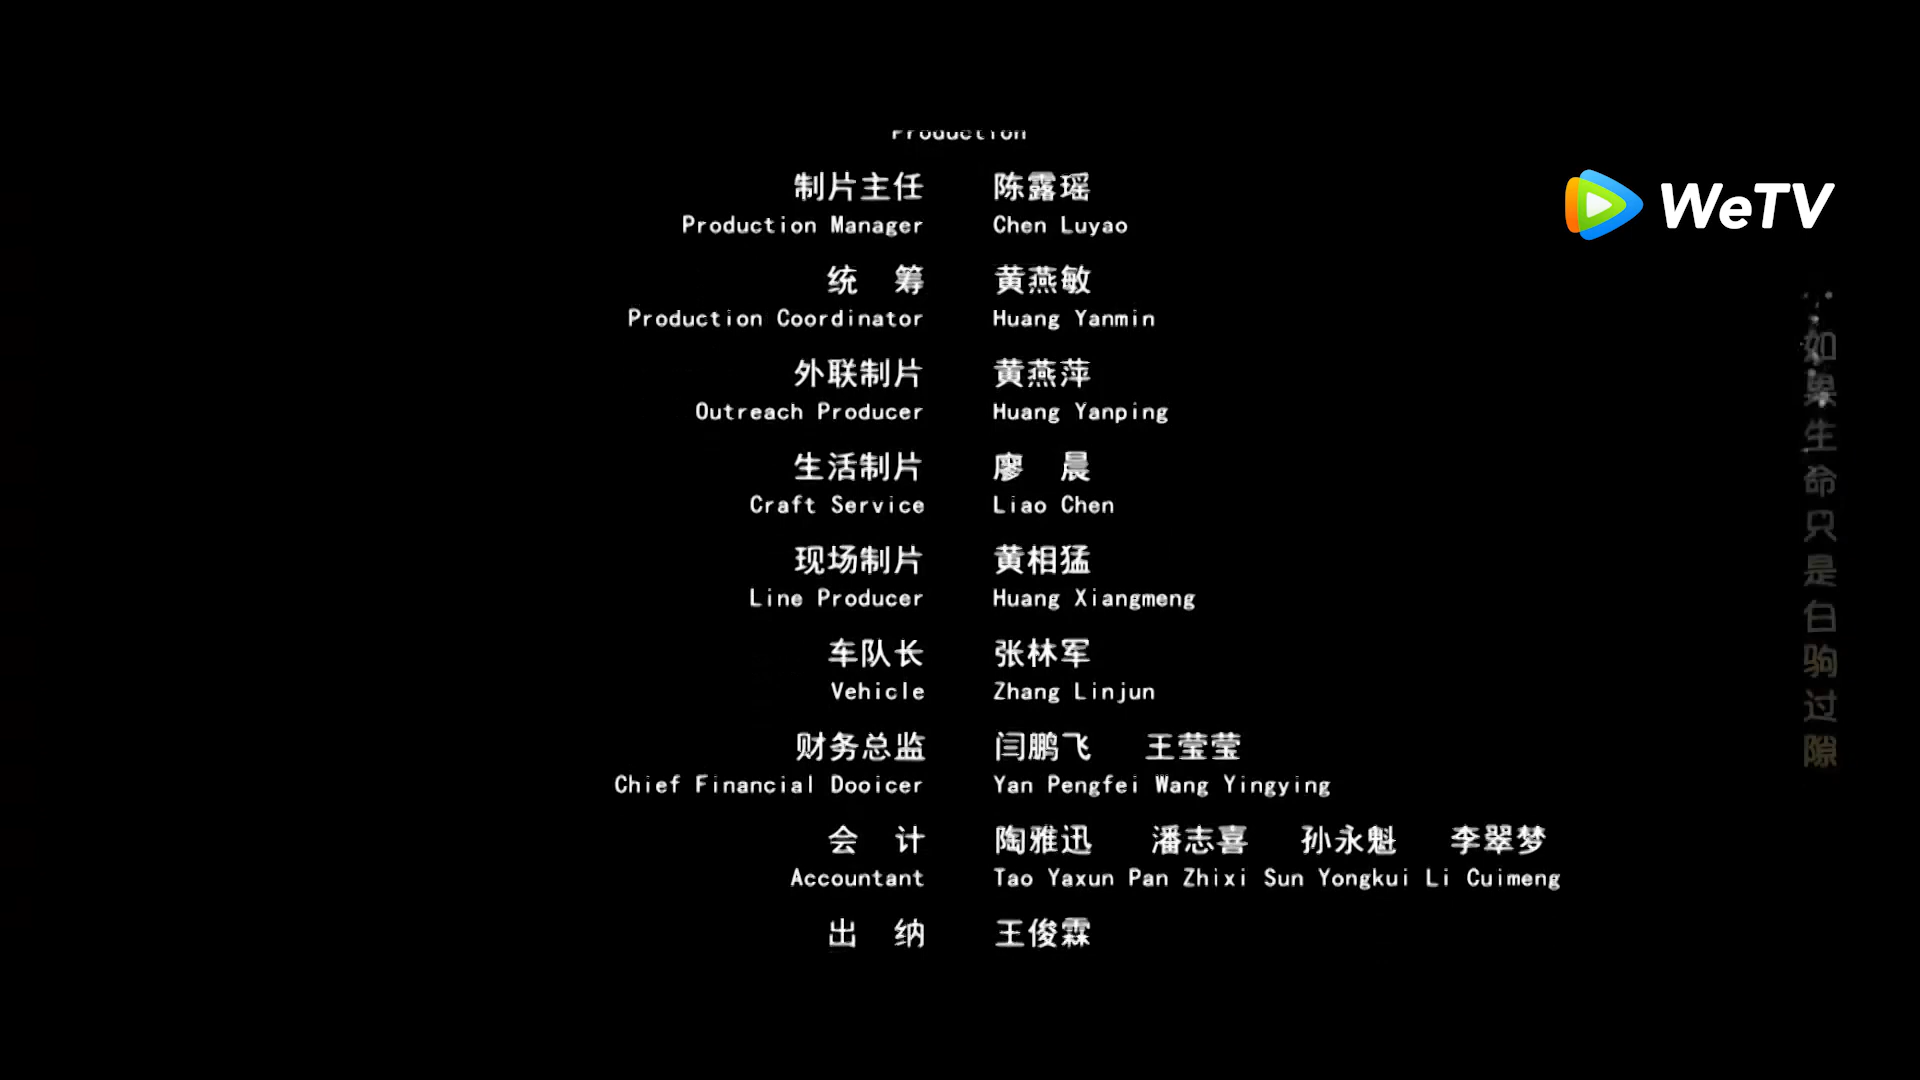 Production
制片主任 陈露瑶
Production Manager Chen Luyao
统 筹 黄燕敏
Production Coordinator Huang Yanmin
外联制片 黄燕萍
Outreach Producer Huang Yanping
生活制片 廖 晨
Craft Service Liao Chen
现场制片 黄相猛
Line Producer Huang Xiangmeng
车队长 张林军
Vehicle Zhang Linjun
财务总监 闫鹏飞 王莹莹
Chief Financial Dooicer Yan Pengfei Wang Yingying
会 计 陶雅迅 潘志喜 孙永魁 李翠梦
Accountant Tao Yaxun Pan Zhixi Sun Yongkui Li Cuimeng
出 纳 王俊霖
WeTV
如果生命只是白驹过隙